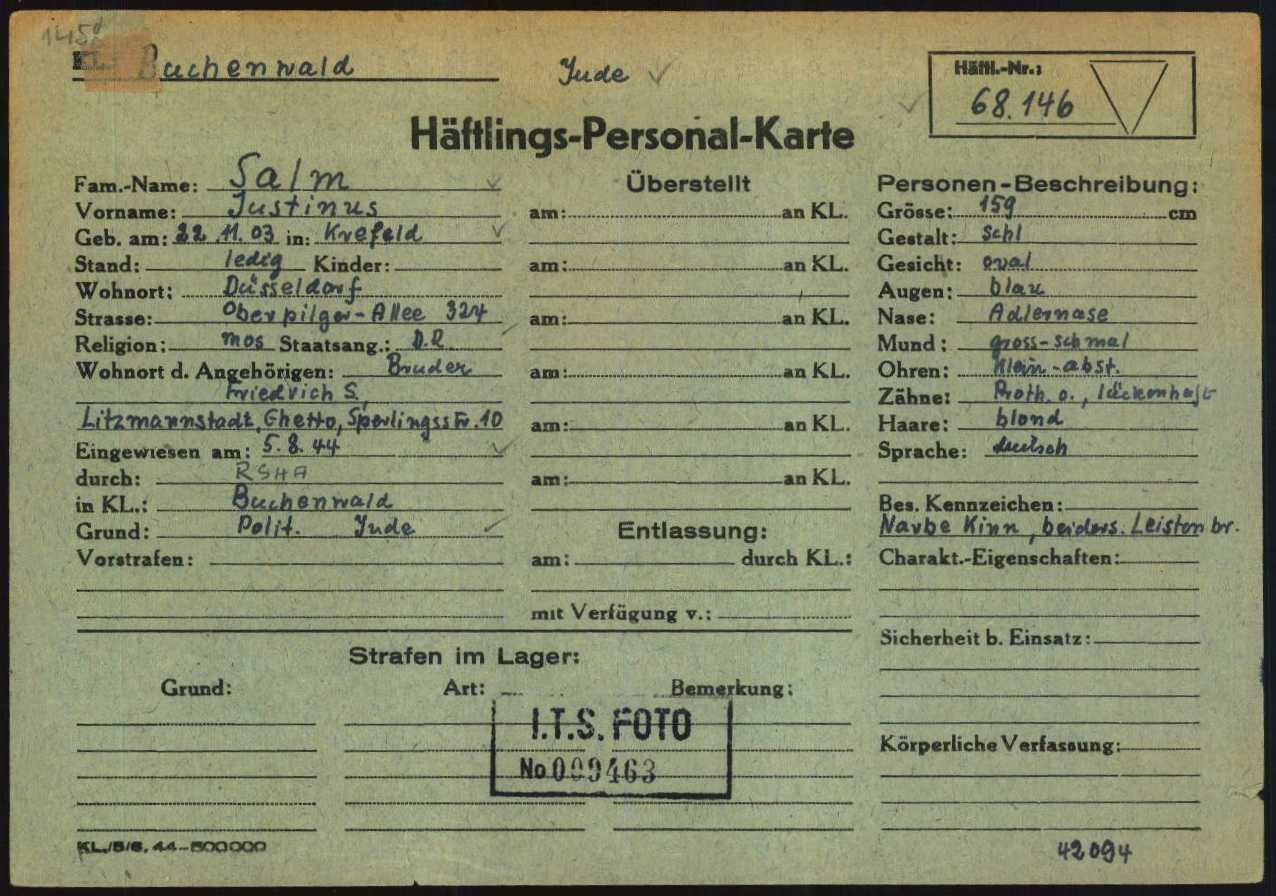 145
KL.: Buchenwald
Jude
Häftl.-Nr.:
68.146
Häftlings-Personal-Karte
Fam.-Name: Salm
Vorname: Justinus
Geb. am: 22.11.03 in: Krefeld
Stand: ledig Kinder:
Wohnort: Düsseldorf
Strasse: Oberpilger-Allee 324
Religion: mos Staatsang.: D.R.
Wohnort d. Angehörigen: Bruder
Friedrich S.,
Litzmannstadt, Ghetto, Sperlingsstr. 10
Eingewiesen am: 5.8.44
durch: RSHA
in KL.: Buchenwald
Grund: Polit. Jude
Vorstrafen:
Überstellt
am: an KL.
am: an KL.
am: an KL.
am: an KL.
am: an KL.
am: an KL.
Entlassung:
am: durch KL.:
mit Verfügung v.:
Personen-Beschreibung:
Grösse: 159 cm
Gestalt: schl
Gesicht: oval
Augen: blau
Nase: Adlernase
Mund: gross-schmal
Ohren: klein-abst.
Zähne: Proth. o., lückenhaft
Haare: blond
Sprache: deutsch
Bes. Kennzeichen:
Narbe Kinn, beiders. Leistenbr.
Charakt.-Eigenschaften:
Sicherheit b. Einsatz:
Körperliche Verfassung:
Strafen im Lager:
Grund: Art: Bemerkung:
I.T.S. FOTO
No 009463
KL./5/6. 44-500000
42094